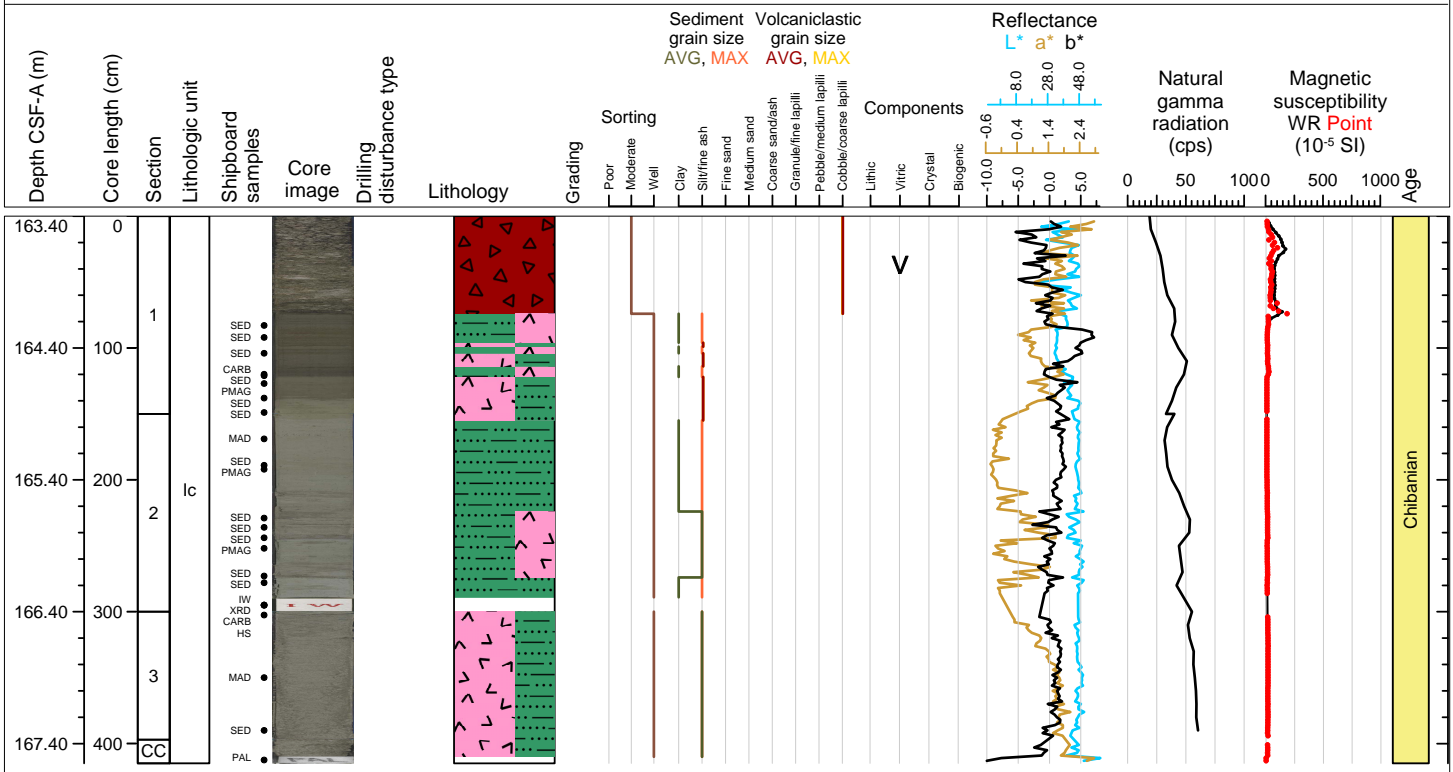 Depth CSF-A (m)
Core length (cm)
Section
Lithologic unit
Shipboard
samples
Core
image
Drilling
disturbance type
Lithology
Grading
Sorting
Poor
Moderate
Well
Sediment
grain size
AVG, MAX
Volcaniclastic
grain size
AVG, MAX
Clay
Silt/fine ash
Fine sand
Medium sand
Coarse sand/ash
Granule/fine lapilli
Pebble/medium lapilli
Cobble/coarse lapilli
Components
Lithic
Vitric
Crystal
Biogenic
Reflectance
L* a* b*
8.0 28.0 48.0
-0.6 0.4 1.4 2.4
-10.0 -5.0 0.0 5.0
Natural
gamma
radiation
(cps)
0 50 100
Magnetic
susceptibility
WR Point
(10-5 SI)
0 500 1000
Age
163.40
164.40
165.40
166.40
167.40
0
100
200
300
400
1
2
3
CC
Ic
SED
SED
SED
CARB
SED
PMAG
SED
SED
MAD
SED
PMAG
SED
SED
SED
PMAG
SED
SED
IW
XRD
CARB
HS
MAD
SED
PAL
I W
PAL
V
Chibanian